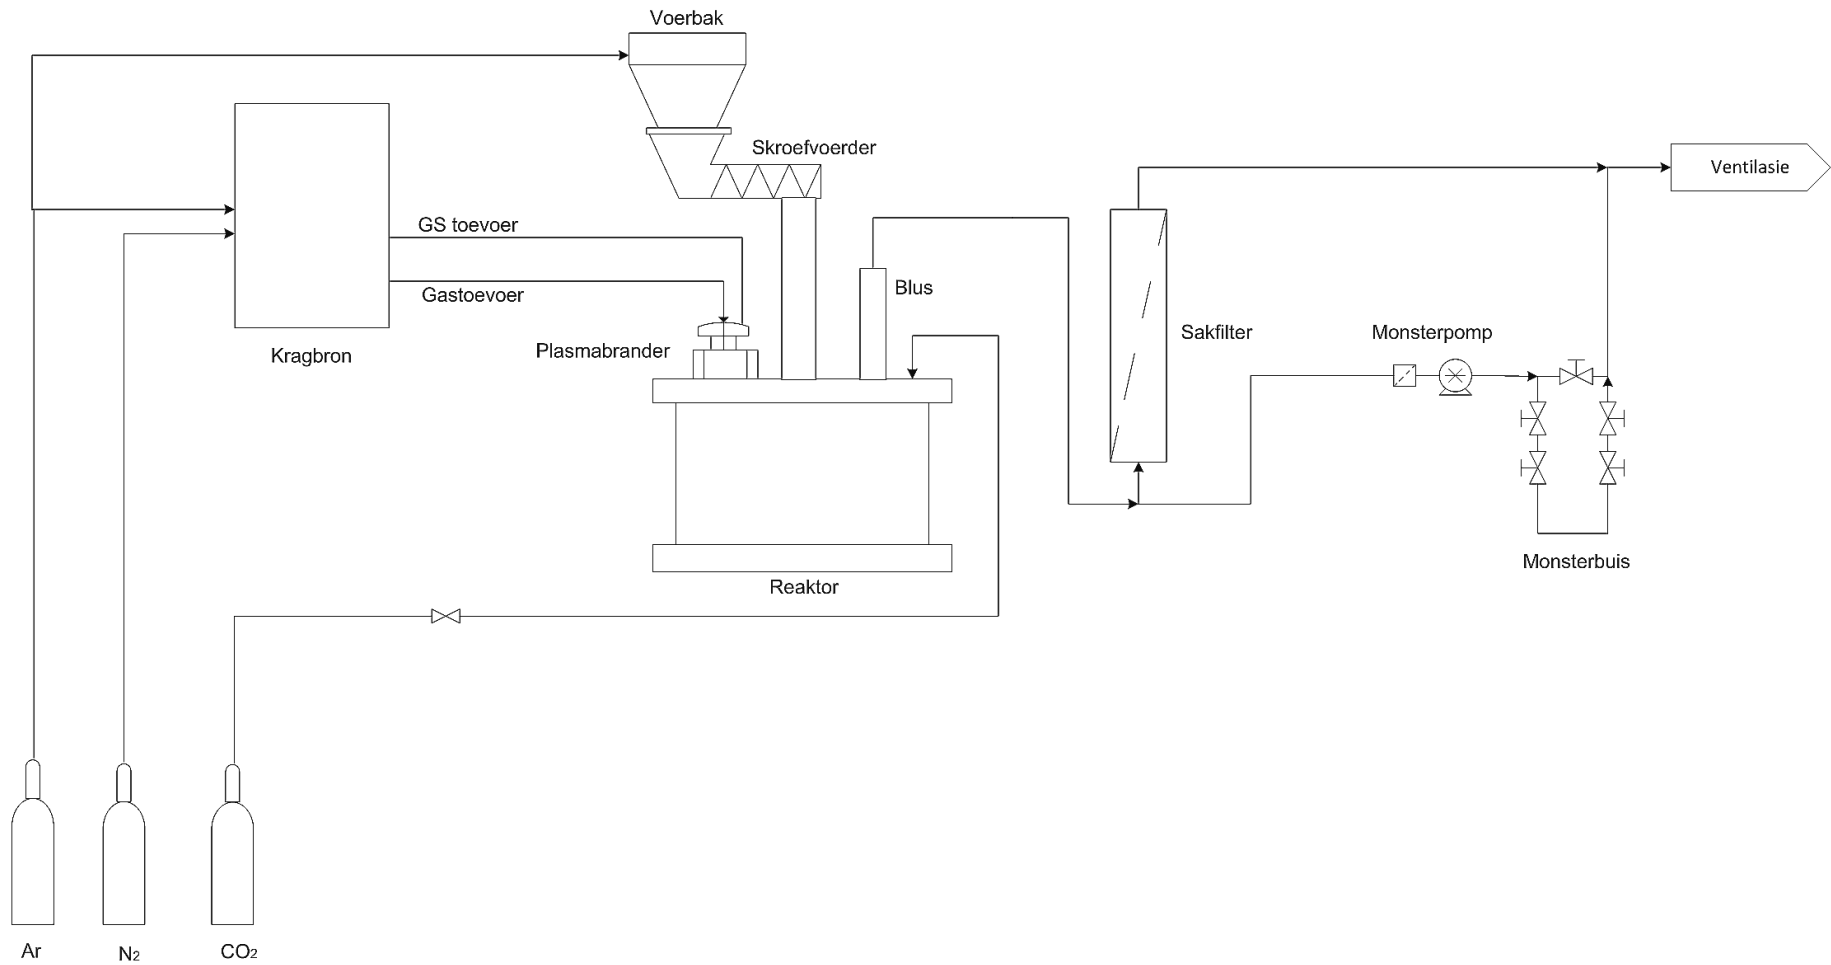 Voerbak
Skroefvoerder
Ventilasie
GS toevoer
Gastoevoer
Blus
Sakfilter
Monsterpomp
Plasmabrander
Kragbron
Monsterbuis
Reaktor
Ar
N2
CO2